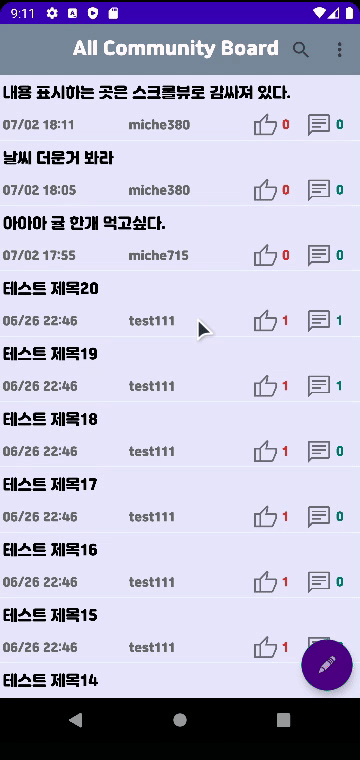 9:11
All Community Board
내용 표시하는 곳은 스크롤뷰로 감싸져 있다.
07/02 18:11 miche380 0 0
날씨 더운거 봐라
07/02 18:05 miche380 0 0
아아아 귤 한개 먹고싶다.
07/02 17:55 miche715 0 0
테스트 제목20
06/26 22:46 test111 1 1
테스트 제목19
06/26 22:46 test111 1 1
테스트 제목18
06/26 22:46 test111 1 0
테스트 제목17
06/26 22:46 test111 1 0
테스트 제목16
06/26 22:46 test111 1 0
테스트 제목15
06/26 22:46 test111 1
테스트 제목14